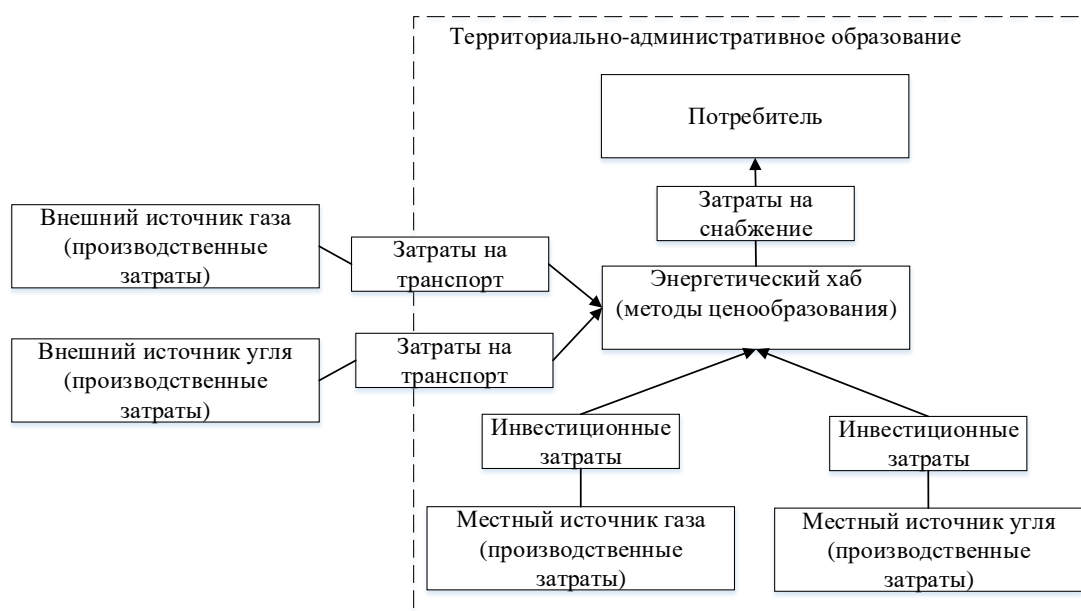 Территориально-административное образование
Потребитель
Затраты на
снабжение
Внешний источник газа
(производственные
затраты)
Затраты на
транспорт
Энергетический хаб
(методы ценообразования)
Внешний источник угля
(производственные
затраты)
Затраты на
транспорт
Инвестиционные
затраты
Инвестиционные
затраты
Местный источник газа
(производственные
затраты)
Местный источник угля
(производственные
затраты)